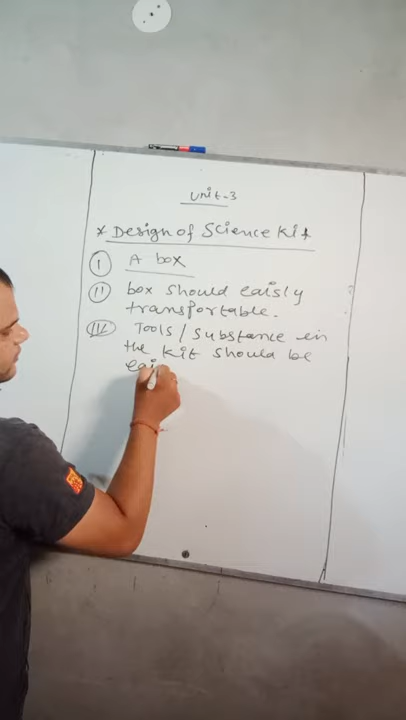 Unit-3
* Design of Science Kit
(I) A box
(II) box should eaisly
transportable.
(III) Tools / Substance in
the kit should be
eai